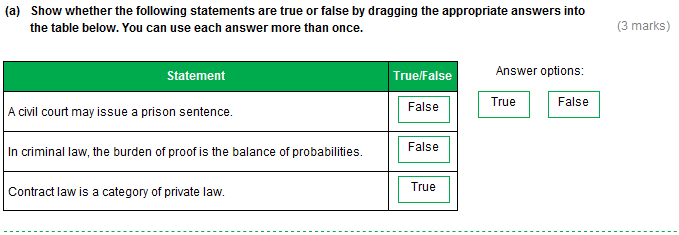 (a) Show whether the following statements are true or false by dragging the appropriate answers into
the table below. You can use each answer more than once.
(3 marks)
Statement True/False
A civil court may issue a prison sentence. False
In criminal law, the burden of proof is the balance of probabilities. False
Contract law is a category of private law. True
Answer options:
True False